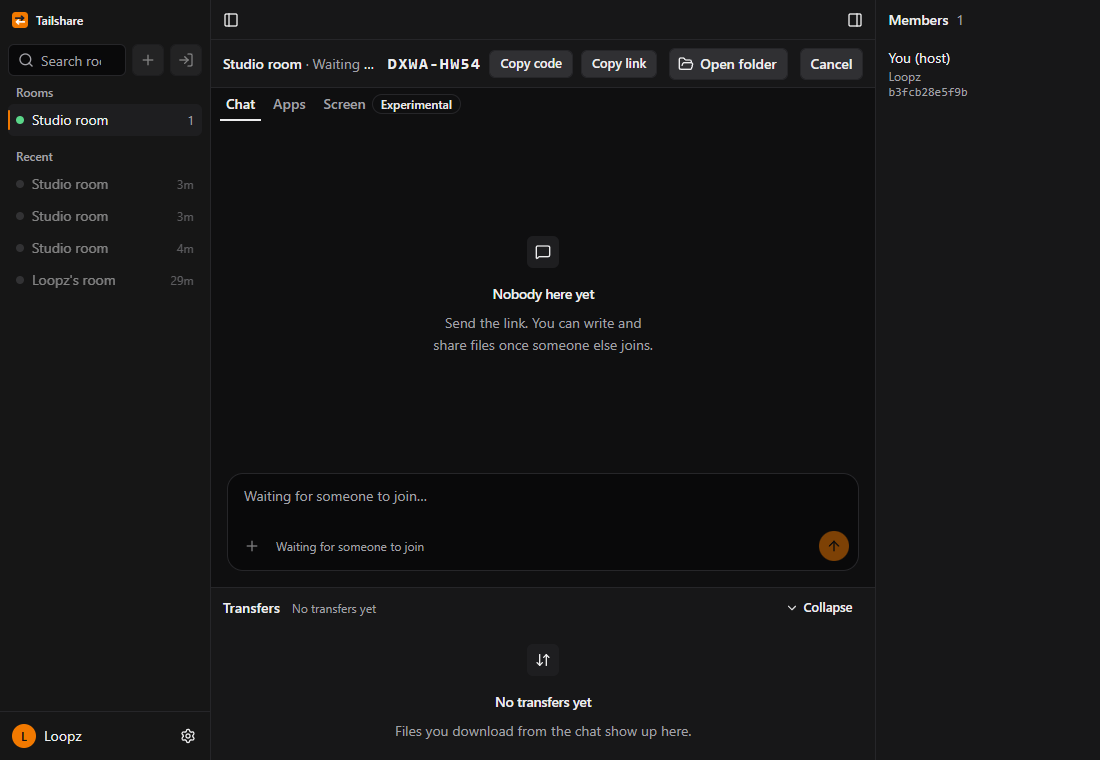 Tailshare
Search ro
Rooms
Studio room 1
Recent
Studio room 3m
Studio room 3m
Studio room 4m
Loopz's room 29m
L Loopz
Studio room · Waiting ... DXWA-HW54 Copy code Copy link Open folder Cancel
Chat Apps Screen Experimental
Nobody here yet
Send the link. You can write and
share files once someone else joins.
Waiting for someone to join...
Waiting for someone to join
Transfers No transfers yet Collapse
No transfers yet
Files you download from the chat show up here.
Members 1
You (host)
Loopz
b3fcb28e5f9b